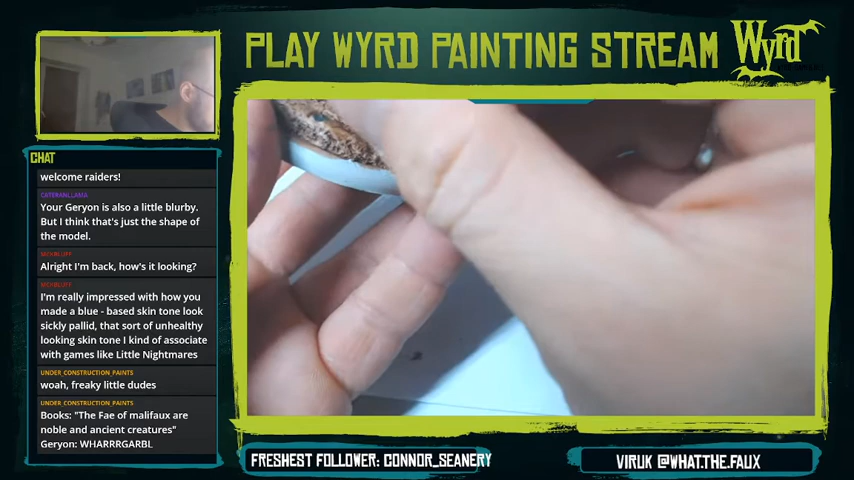 PLAY WYRD PAINTING STREAM
Wyrd
CHAT
welcome raiders!
CATERANLLAMA
Your Geryon is also a little blurby.
But I think that's just the shape of
the model.
Alright I'm back, how's it looking?
I'm really impressed with how you
made a blue - based skin tone look
sickly pallid, that sort of unhealthy
looking skin tone I kind of associate
with games like Little Nightmares
UNDER_CONSTRUCTION_PAINTS
woah, freaky little dudes
UNDER_CONSTRUCTION_PAINTS
Books: "The Fae of malifaux are
noble and ancient creatures"
Geryon: WHARRRGARBL
FRESHEST FOLLOWER: CONNOR_SEANERY
VIRUK @WHAT.THE.FAUX